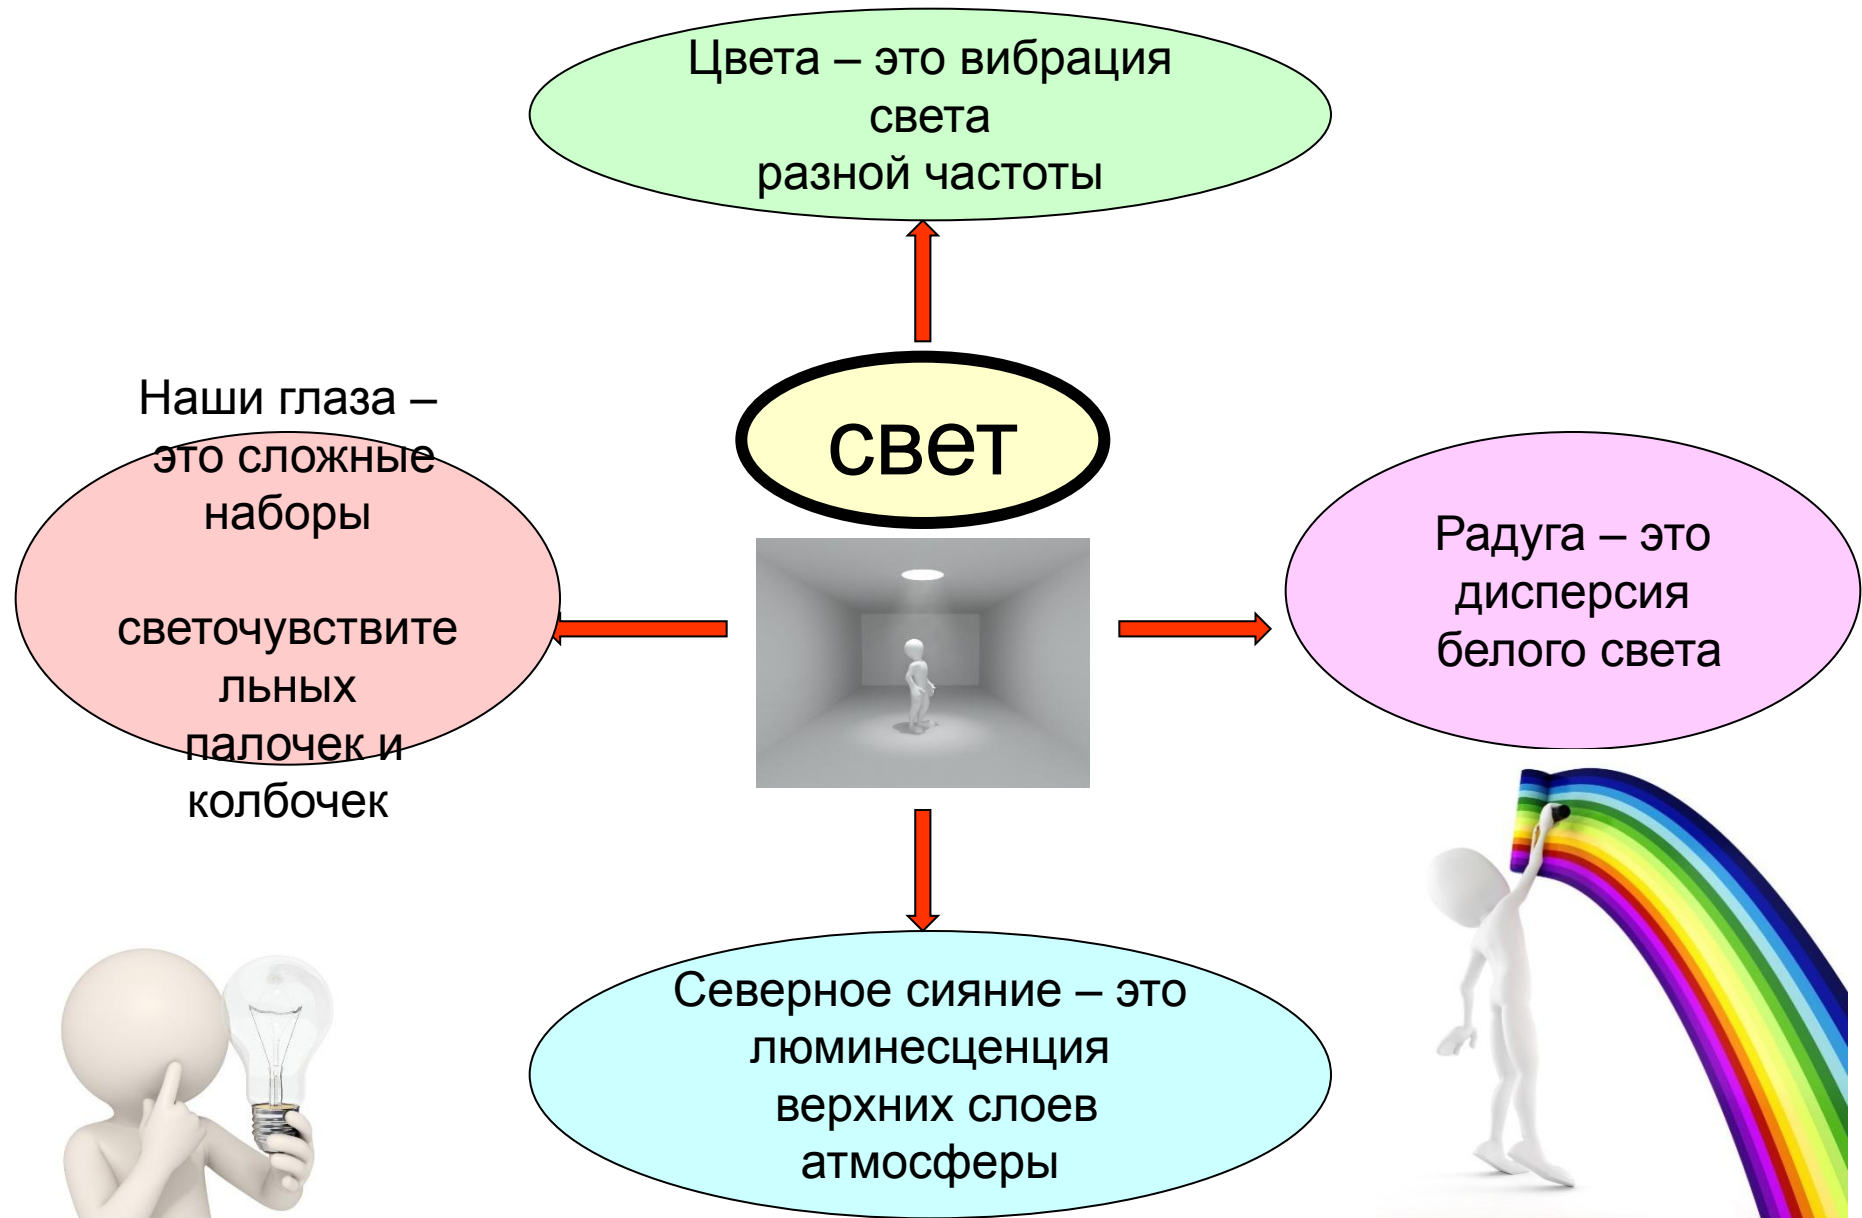 Цвета – это вибрация
света
разной частоты
свет
Наши глаза –
это сложные
наборы
светочувствите
льных
палочек и
колбочек
Радуга – это
дисперсия
белого света
Северное сияние – это
люминесценция
верхних слоев
атмосферы